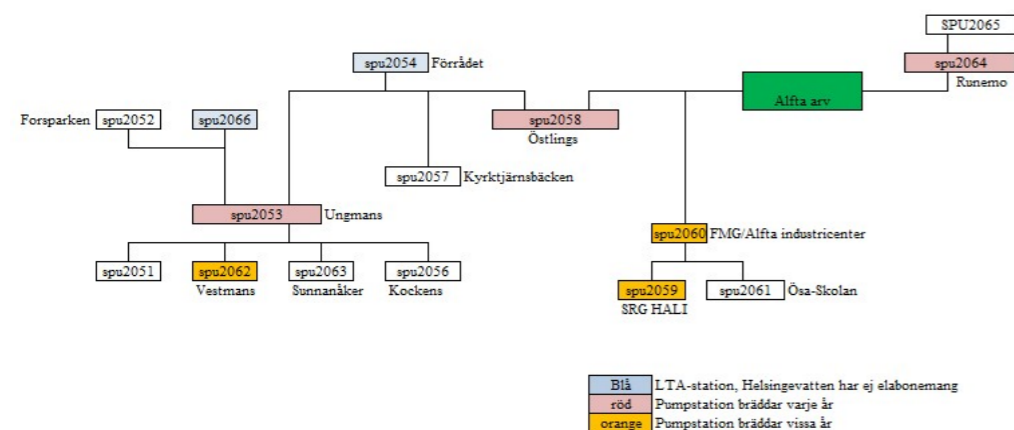 SPU2065
spu2054 Förrådet
spu2064
Runemo
Alfta arv
Forsparken spu2052
spu2066
spu2058
Östlings
spu2057 Kyrktjärnsbäcken
spu2053 Ungmans
spu2060 FMG/Alfta industricenter
spu2051
spu2062
Vestmans
spu2063
Sunnanåker
spu2056
Kockens
spu2059
SRG HALI
spu2061 Ösa-Skolan
Blå LTA-station, Helsingevatten har ej elabonemang
röd Pumpstation bräddar varje år
orange Pumpstation bräddar vissa år